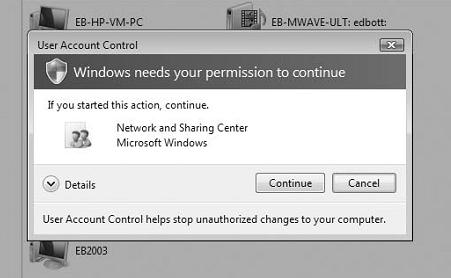 EB-HP-VM-PC
EB-MWAVE-ULT: edbott:
User Account Control
Windows needs your permission to continue
If you started this action, continue.
Network and Sharing Center
Microsoft Windows
Details
Continue
Cancel
User Account Control helps stop unauthorized changes to your computer.
EB2003